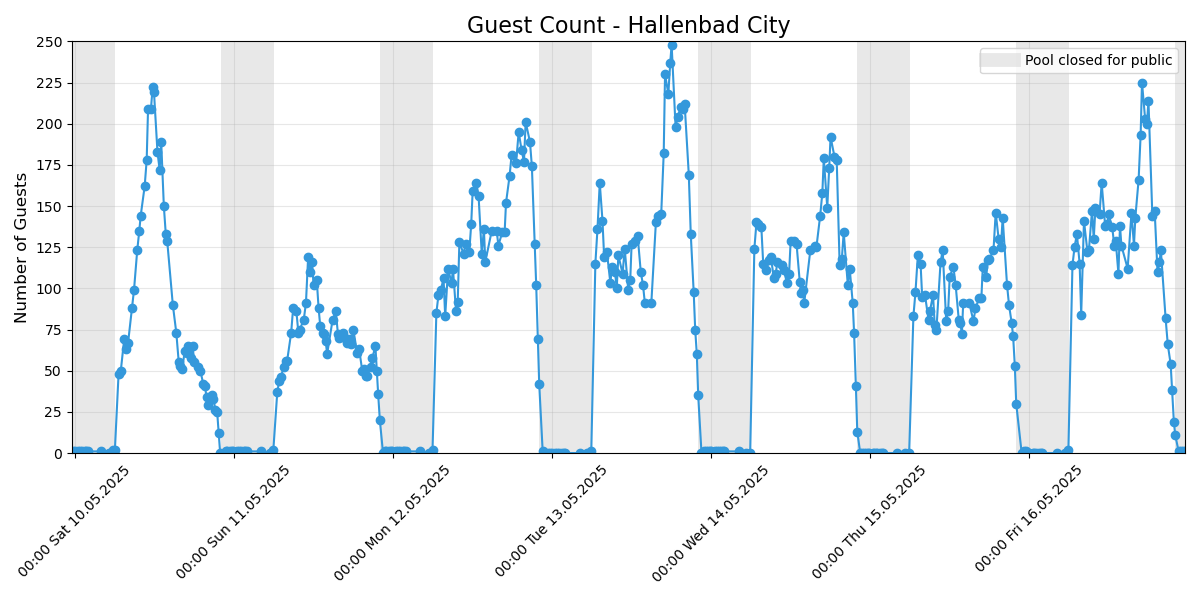 Guest Count - Hallenbad City
Pool closed for public
Number of Guests
250
225
200
175
150
125
100
75
50
25
0
00:00 Sat 10.05.2025
00:00 Sun 11.05.2025
00:00 Mon 12.05.2025
00:00 Tue 13.05.2025
00:00 Wed 14.05.2025
00:00 Thu 15.05.2025
00:00 Fri 16.05.2025